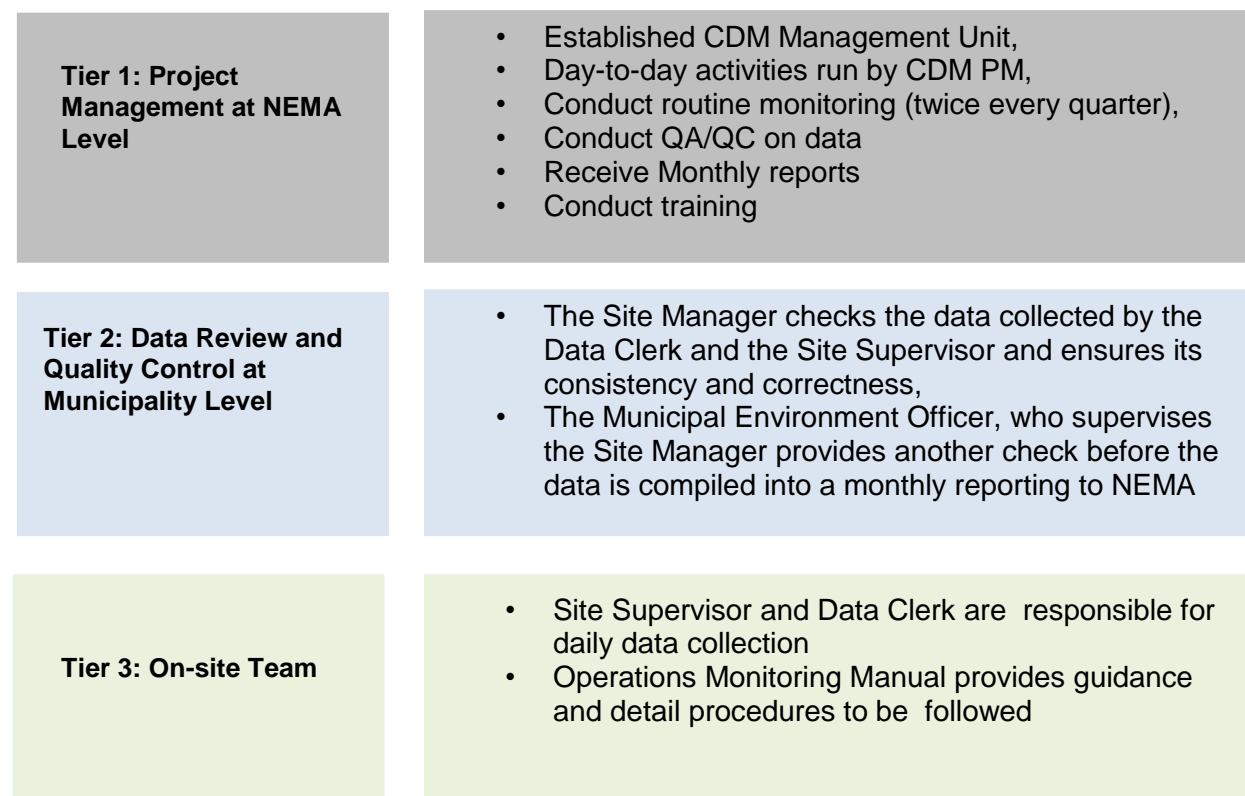 Tier 1: Project
Management at NEMA
Level
• Established CDM Management Unit,
• Day-to-day activities run by CDM PM,
• Conduct routine monitoring (twice every quarter),
• Conduct QA/QC on data
• Receive Monthly reports
• Conduct training
Tier 2: Data Review and
Quality Control at
Municipality Level
• The Site Manager checks the data collected by the
Data Clerk and the Site Supervisor and ensures its
consistency and correctness,
• The Municipal Environment Officer, who supervises
the Site Manager provides another check before the
data is compiled into a monthly reporting to NEMA
Tier 3: On-site Team
• Site Supervisor and Data Clerk are responsible for
daily data collection
• Operations Monitoring Manual provides guidance
and detail procedures to be followed